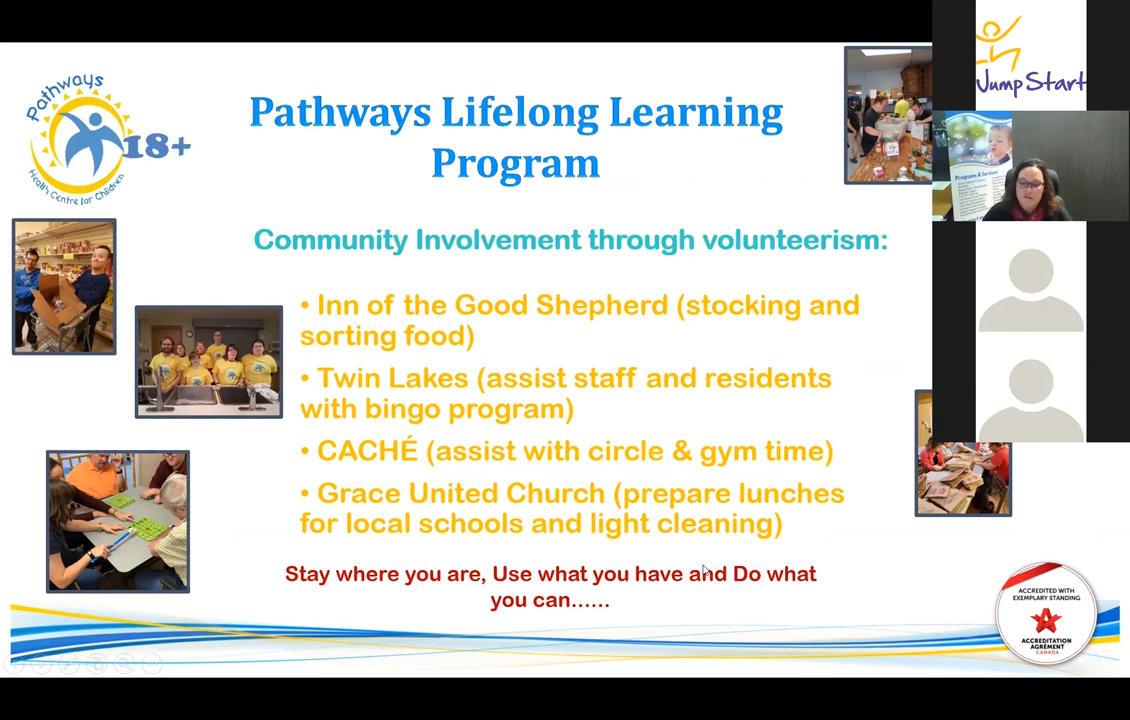 Pathways
18+
Health Centre for Children
Pathways Lifelong Learning
Program
Community Involvement through volunteerism:
• Inn of the Good Shepherd (stocking and
sorting food)
• Twin Lakes (assist staff and residents
with bingo program)
• CACHÉ (assist with circle & gym time)
• Grace United Church (prepare lunches
for local schools and light cleaning)
Stay where you are, Use what you have and Do what
you can......
JumpStart
Programs & Services
ACCREDITED WITH
EXEMPLARY STANDING
ACCREDITATION
AGRÉMENT
CANADA